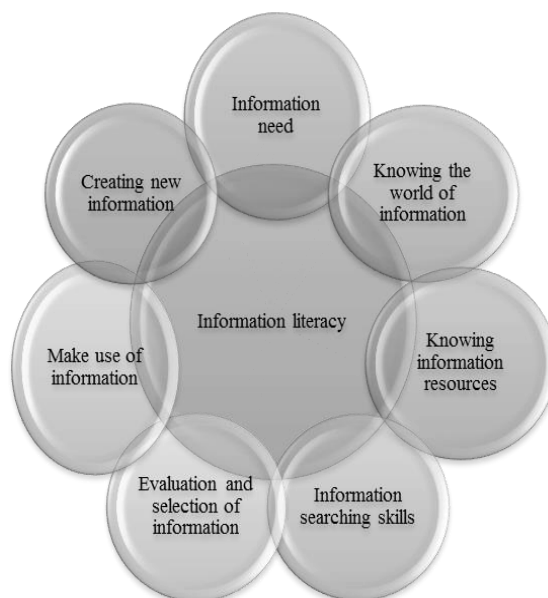 Information
need
Knowing the
world of
information
Knowing
information
resources
Information
searching skills
Evaluation and
selection of
information
Make use of
information
Creating new
information
Information literacy